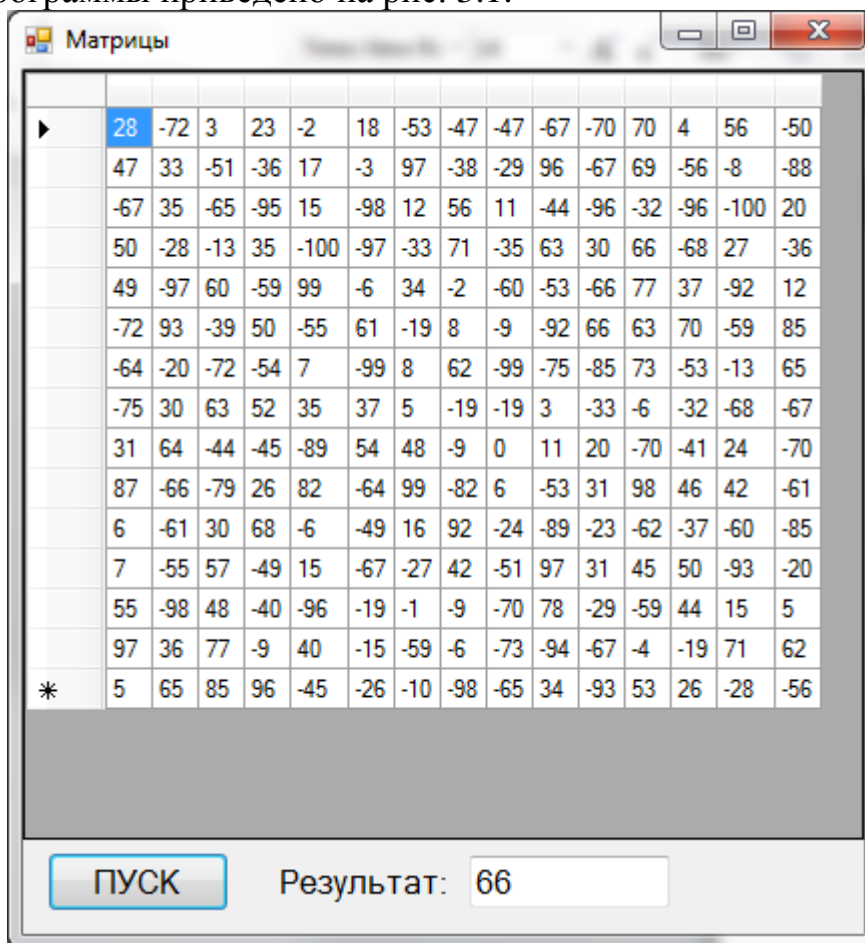 программы приведено на рис. 3.1.
Матрицы
28 -72 3 23 -2 18 -53 -47 -47 -67 -70 70 4 56 -50
47 33 -51 -36 17 -3 97 -38 -29 96 -67 69 -56 -8 -88
-67 35 -65 -95 15 -98 12 56 11 -44 -96 -32 -96 -100 20
50 -28 -13 35 -100 -97 -33 71 -35 63 30 66 -68 27 -36
49 -97 60 -59 99 -6 34 -2 -60 -53 -66 77 37 -92 12
-72 93 -39 50 -55 61 -19 8 -9 -92 66 63 70 -59 85
-64 -20 -72 -54 7 -99 8 62 -99 -75 -85 73 -53 -13 65
-75 30 63 52 35 37 5 -19 -19 3 -33 -6 -32 -68 -67
31 64 -44 -45 -89 54 48 -9 0 11 20 -70 -41 24 -70
87 -66 -79 26 82 -64 99 -82 6 -53 31 98 46 42 -61
6 -61 30 68 -6 -49 16 92 -24 -89 -23 -62 -37 -60 -85
7 -55 57 -49 15 -67 -27 42 -51 97 31 45 50 -93 -20
55 -98 48 -40 -96 -19 -1 -9 -70 78 -29 -59 44 15 5
97 36 77 -9 40 -15 -59 -6 -73 -94 -67 -4 -19 71 62
5 65 85 96 -45 -26 -10 -98 -65 34 -93 53 26 -28 -56
ПУСК Результат: 66